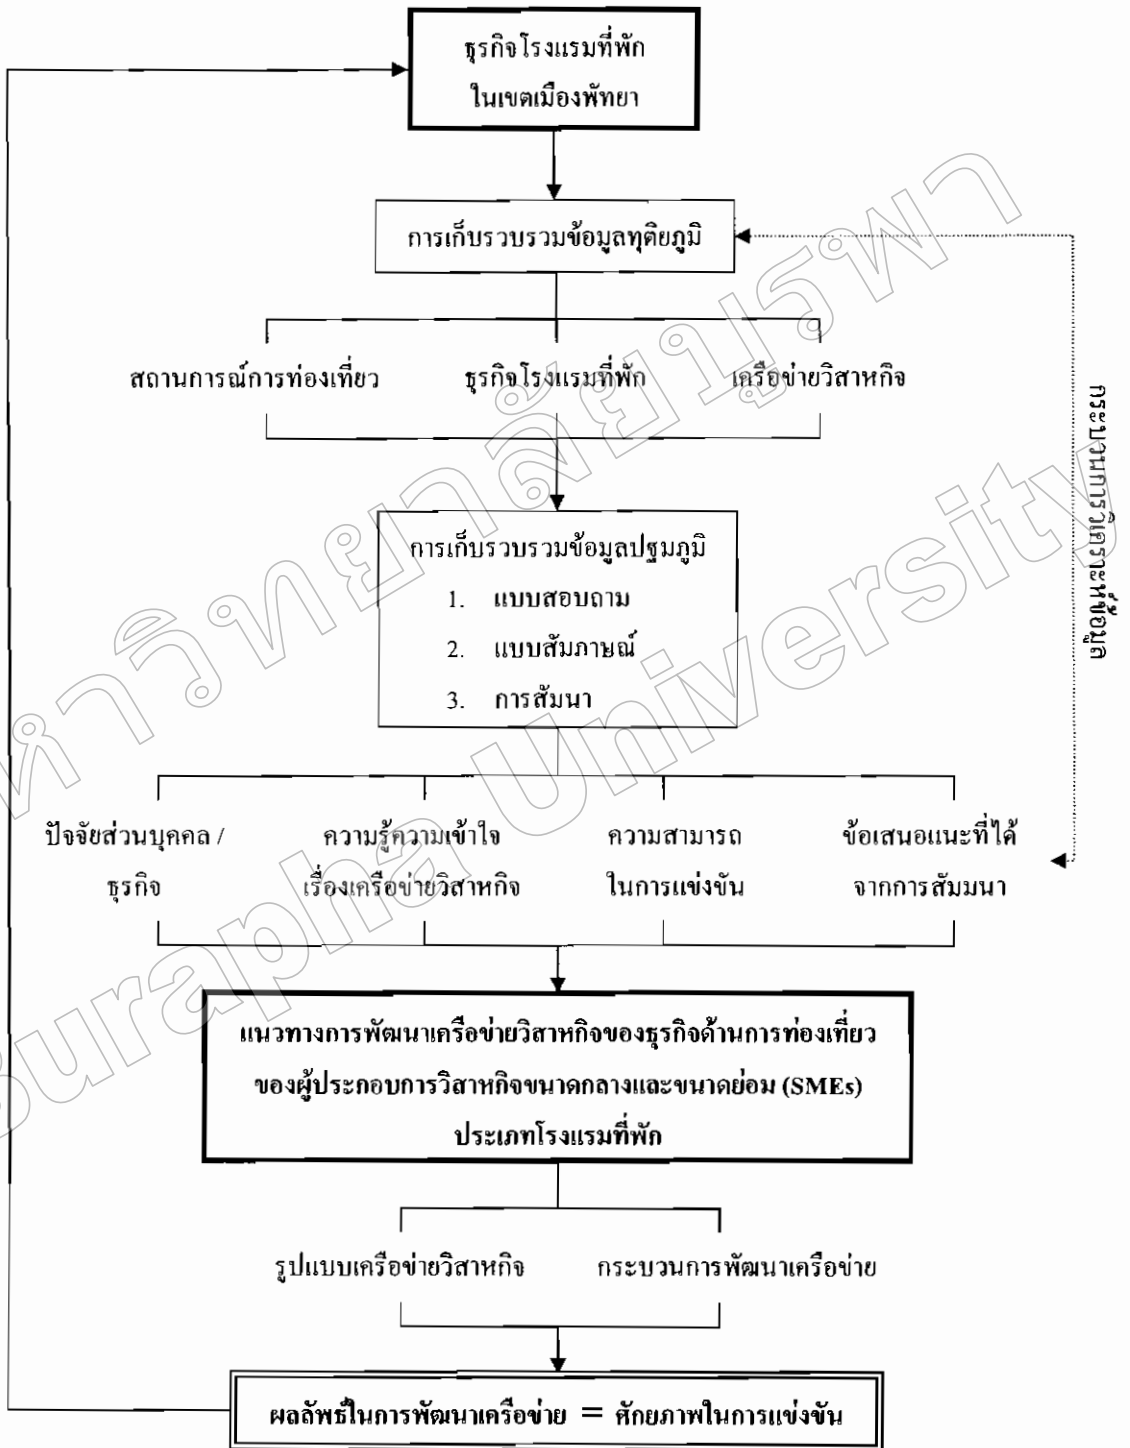 ธุรกิจโรงแรมที่พัก
ในเขตเมืองพัทยา
การเก็บรวบรวมข้อมูลทุติยภูมิ
สถานการณ์การท่องเที่ยว
ธุรกิจโรงแรมที่พัก
เครือข่ายวิสาหกิจ
กระบวนการวิเคราะห์ข้อมูล
การเก็บรวบรวมข้อมูลปฐมภูมิ
1. แบบสอบถาม
2. แบบสัมภาษณ์
3. การสัมนา
ปัจจัยส่วนบุคคล /
ธุรกิจ
ความรู้ความเข้าใจ
เรื่องเครือข่ายวิสาหกิจ
ความสามารถ
ในการแข่งขัน
ข้อเสนอแนะที่ได้
จากการสัมมนา
แนวทางการพัฒนาเครือข่ายวิสาหกิจของธุรกิจด้านการท่องเที่ยว
ของผู้ประกอบการวิสาหกิจขนาดกลางและขนาดย่อม (SMEs)
ประเภทโรงแรมที่พัก
รูปแบบเครือข่ายวิสาหกิจ
กระบวนการพัฒนาเครือข่าย
ผลลัพธ์ในการพัฒนาเครือข่าย = ศักยภาพในการแข่งขัน
หาวิทยาลัยบูรพา
Burapha University